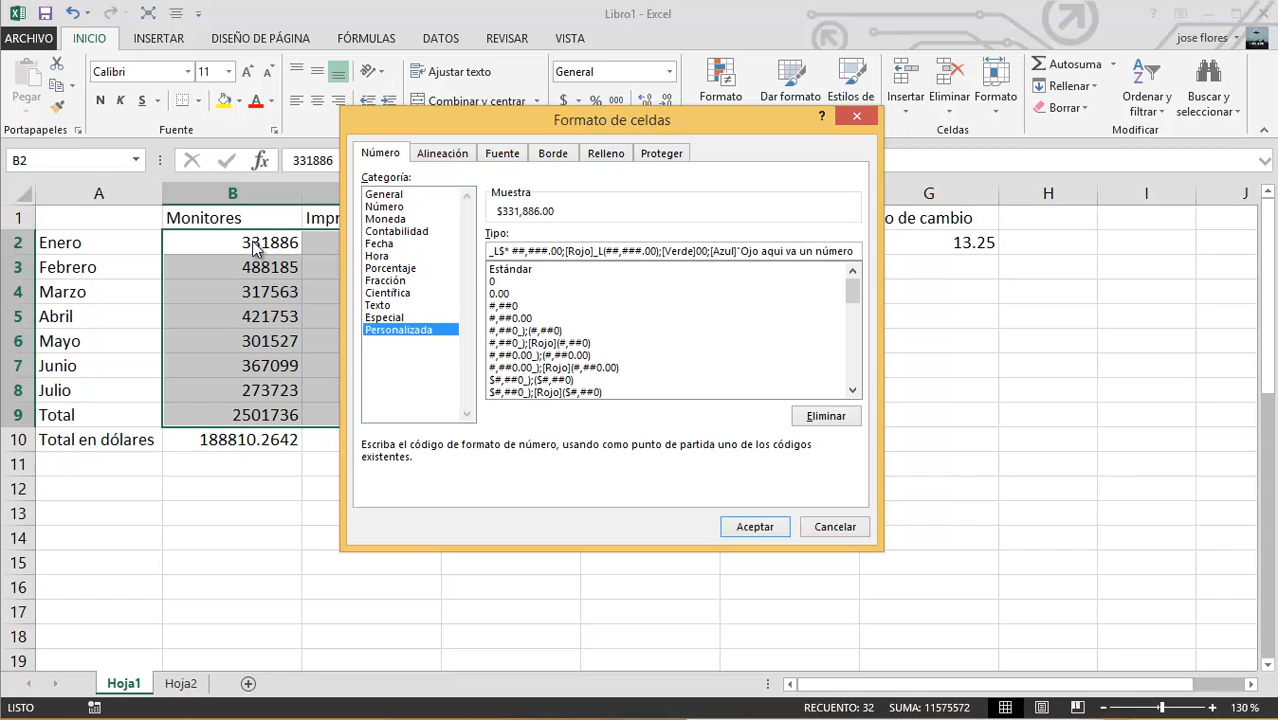 Libro1 - Excel
ARCHIVO INICIO INSERTAR DISEÑO DE PÁGINA FÓRMULAS DATOS REVISAR VISTA jose flores
Pegar
Portapapeles
Calibri 11
N K S
Fuente
Ajustar texto
Combinar y centrar
General
$ % 000
Formato
Dar formato
Estilos de
Insertar Eliminar Formato
Celdas
Autosuma
Rellenar
Borrar
Ordenar y filtrar
Buscar y seleccionar
Modificar
B2 fx 331886
A B G H I J
1 Monitores Impr o de cambio
2 Enero 331886 13.25
3 Febrero 488185
4 Marzo 317563
5 Abril 421753
6 Mayo 301527
7 Junio 367099
8 Julio 273723
9 Total 2501736
10 Total en dólares 188810.2642
11
12
13
14
15
16
17
18
19
Formato de celdas
Número Alineación Fuente Borde Relleno Proteger
Categoría:
General
Número
Moneda
Contabilidad
Fecha
Hora
Porcentaje
Fracción
Científica
Texto
Especial
Personalizada
Muestra
$331,886.00
Tipo:
_L$* ##,###.00;[Rojo]_L(##,###.00);[Verde]00;[Azul]"Ojo aqui va un número
Estándar
0
0.00
#,##0
#,##0.00
#,##0_);(#,##0)
#,##0_);[Rojo](#,##0)
#,##0.00_);(#,##0.00)
#,##0.00_);[Rojo](#,##0.00)
$#,##0_);($#,##0)
$#,##0_);[Rojo]($#,##0)
Eliminar
Escriba el código de formato de número, usando como punto de partida uno de los códigos
existentes.
Aceptar Cancelar
Hoja1 Hoja2
LISTO RECUENTO: 32 SUMA: 11575572 130 %